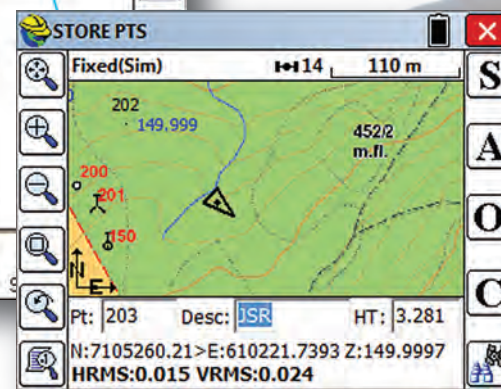 STORE PTS
Fixed(Sim) 14 110 m
S
202
149.999
452/2
m.fl.
A
200
201
150
O
N
E
C
Pt: 203 Desc: JSR HT: 3.281
N:7105260.21>E:610221.7393 Z:149.9997
HRMS:0.015 VRMS:0.024